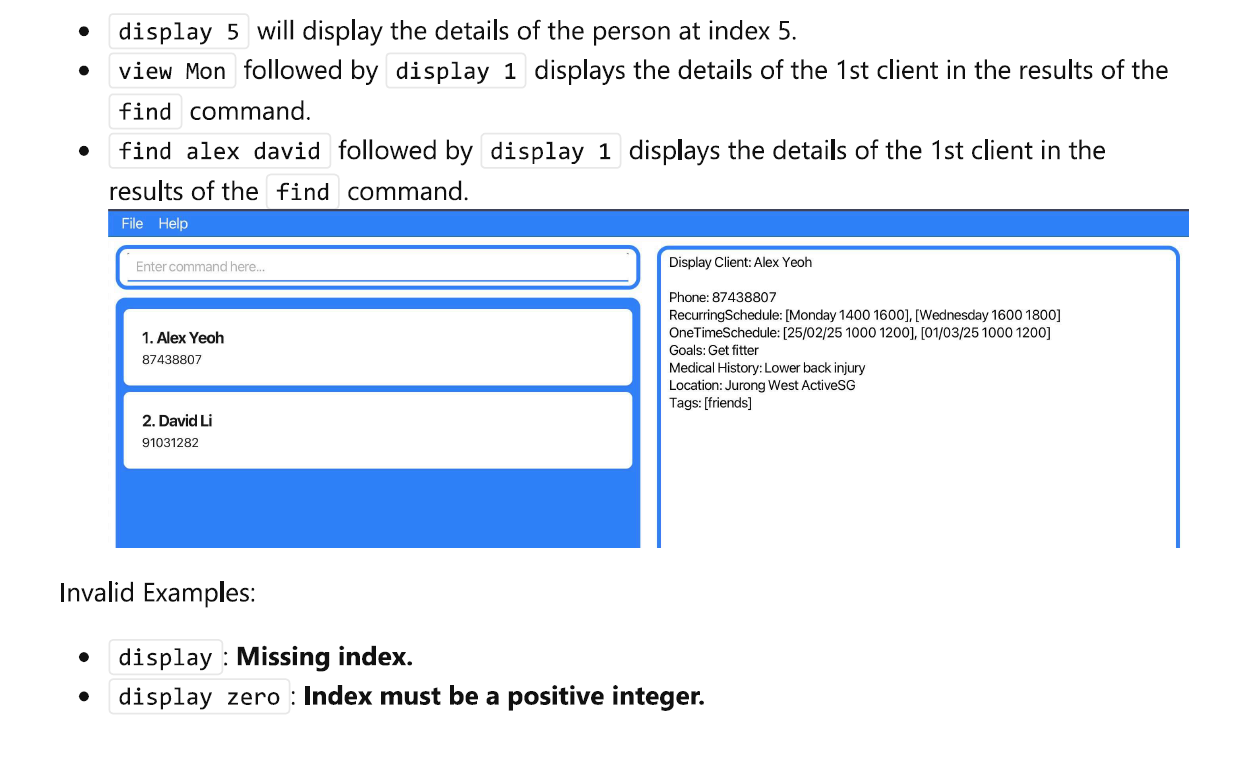 display 5 will display the details of the person at index 5.
view Mon followed by display 1 displays the details of the 1st client in the results of the
find command.
find alex david followed by display 1 displays the details of the 1st client in the
results of the find command.
File Help
Enter command here...
1. Alex Yeoh
87438807
2. David Li
91031282
Display Client: Alex Yeoh
Phone: 87438807
RecurringSchedule: [Monday 1400 1600], [Wednesday 1600 1800]
OneTimeSchedule: [25/02/25 1000 1200], [01/03/25 1000 1200]
Goals: Get fitter
Medical History: Lower back injury
Location: Jurong West ActiveSG
Tags: [friends]
Invalid Examples:
display : Missing index.
display zero : Index must be a positive integer.